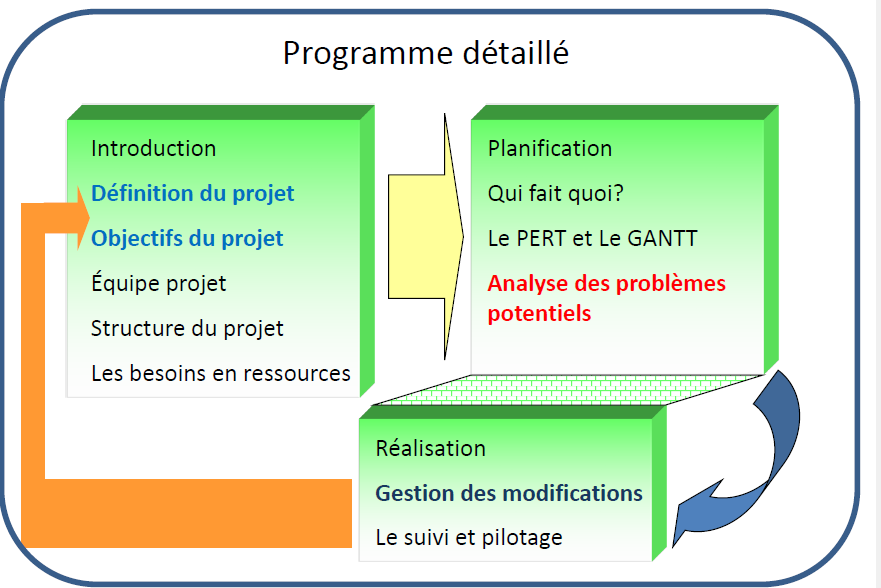 Programme détaillé
Introduction
Définition du projet
Objectifs du projet
Équipe projet
Structure du projet
Les besoins en ressources
Planification
Qui fait quoi?
Le PERT et Le GANTT
Analyse des problèmes
potentiels
Réalisation
Gestion des modifications
Le suivi et pilotage